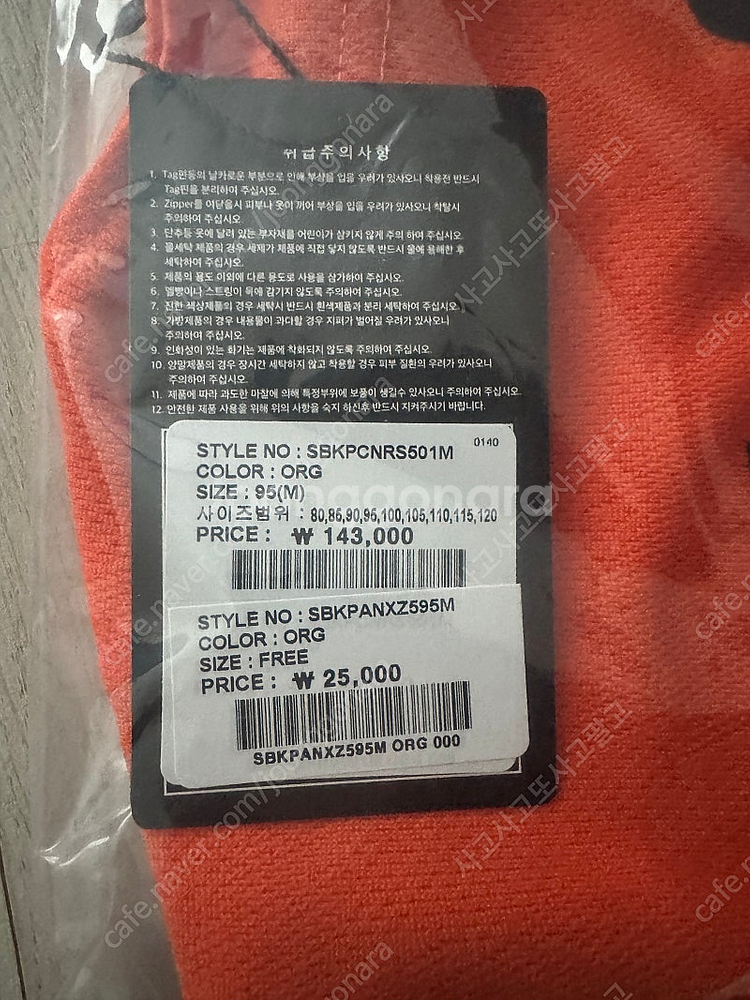 취급주의사항
1. Tag만등의 날카로운 부분으로 인해 부상을 입을 우려가 있사오니 착용전 반드시
Tag핀을 분리하여 주십시오.
2. Zipper를 여닫을시 피부나 옷이 끼어 부상을 입을 우려가 있사오니 착탈시
주의하여 주십시오.
3. 단추등 옷에 달려 있는 부자재를 어린이가 삼키지 않게 주의 하여 주십시오.
4. 물세탁 제품의 경우 세제가 제품에 직접 닿지 않도록 반드시 물에 용해한 후
세탁하여 주십시오.
5. 제품의 용도 이외에 다른 용도로 사용을 삼가하여 주십시오.
6. 멜빵이나 스트링이 목에 감기지 않도록 주의하여 주십시오.
7. 진한 색상제품의 경우 세탁시 반드시 흰색제품과 분리 세탁하여 주십시오.
8. 가방제품의 경우 내용물이 과다할 경우 지퍼가 벌어질 우려가 있사오니
주의하여 주십시오.
9. 인화성이 있는 화기는 제품에 착화되지 않도록 주의하여 주십시오.
10. 양말제품의 경우 장시간 세탁하지 않고 착용할 경우 피부 질환의 우려가 있사오니
주의하여 주십시오.
11. 제품에 따라 과도한 마찰에 의해 특정부위에 보풀이 생길수 있사오니 주의하여 주십시오.
12. 안전한 제품 사용을 위해 위의 사항을 숙지 하신후 반드시 지켜주시기 바랍니다.
0140
STYLE NO : SBKPCNRS501M
COLOR : ORG
SIZE : 95(M)
사이즈범위 : 80,85,90,95,100,105,110,115,120
PRICE : ₩ 143,000
STYLE NO : SBKPANXZ595M
COLOR : ORG
SIZE : FREE
PRICE : ₩ 25,000
SBKPANXZ595M ORG 000
cafe.naver.com/joonggonara
사고사고또사고팔고
joonggonara